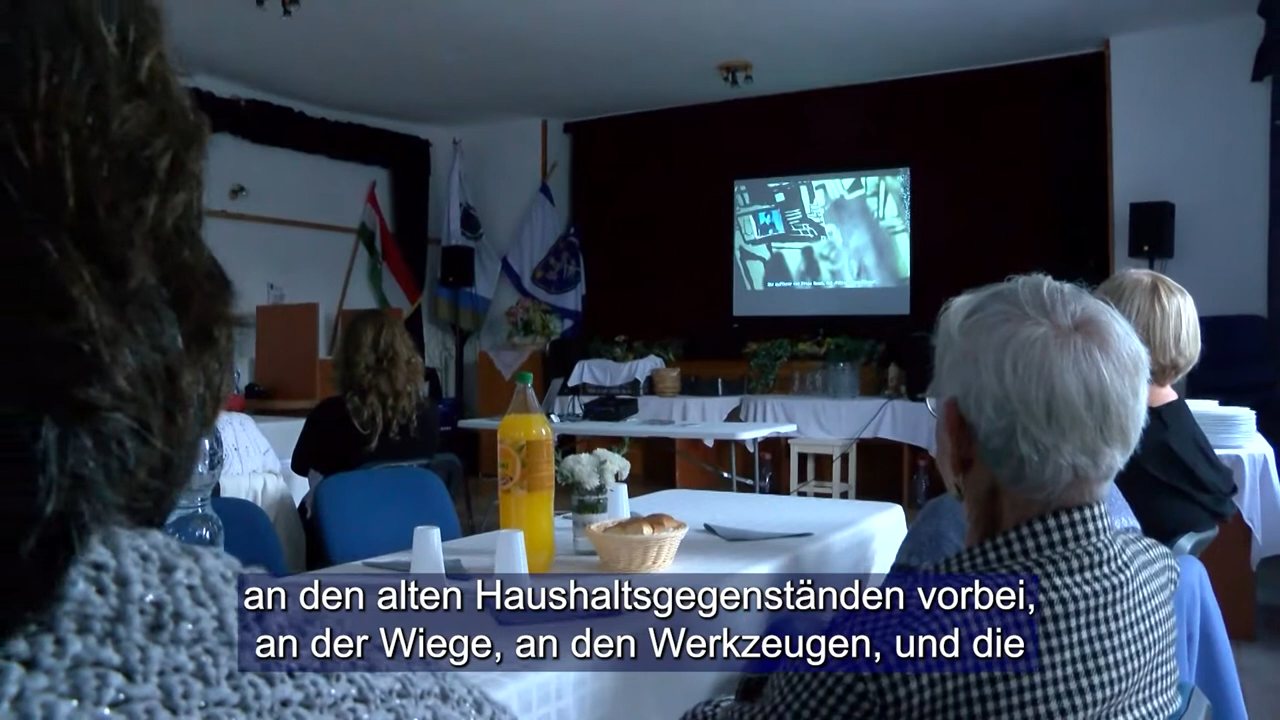 an den alten Haushaltsgegenständen vorbei,
an der Wiege, an den Werkzeugen, und die